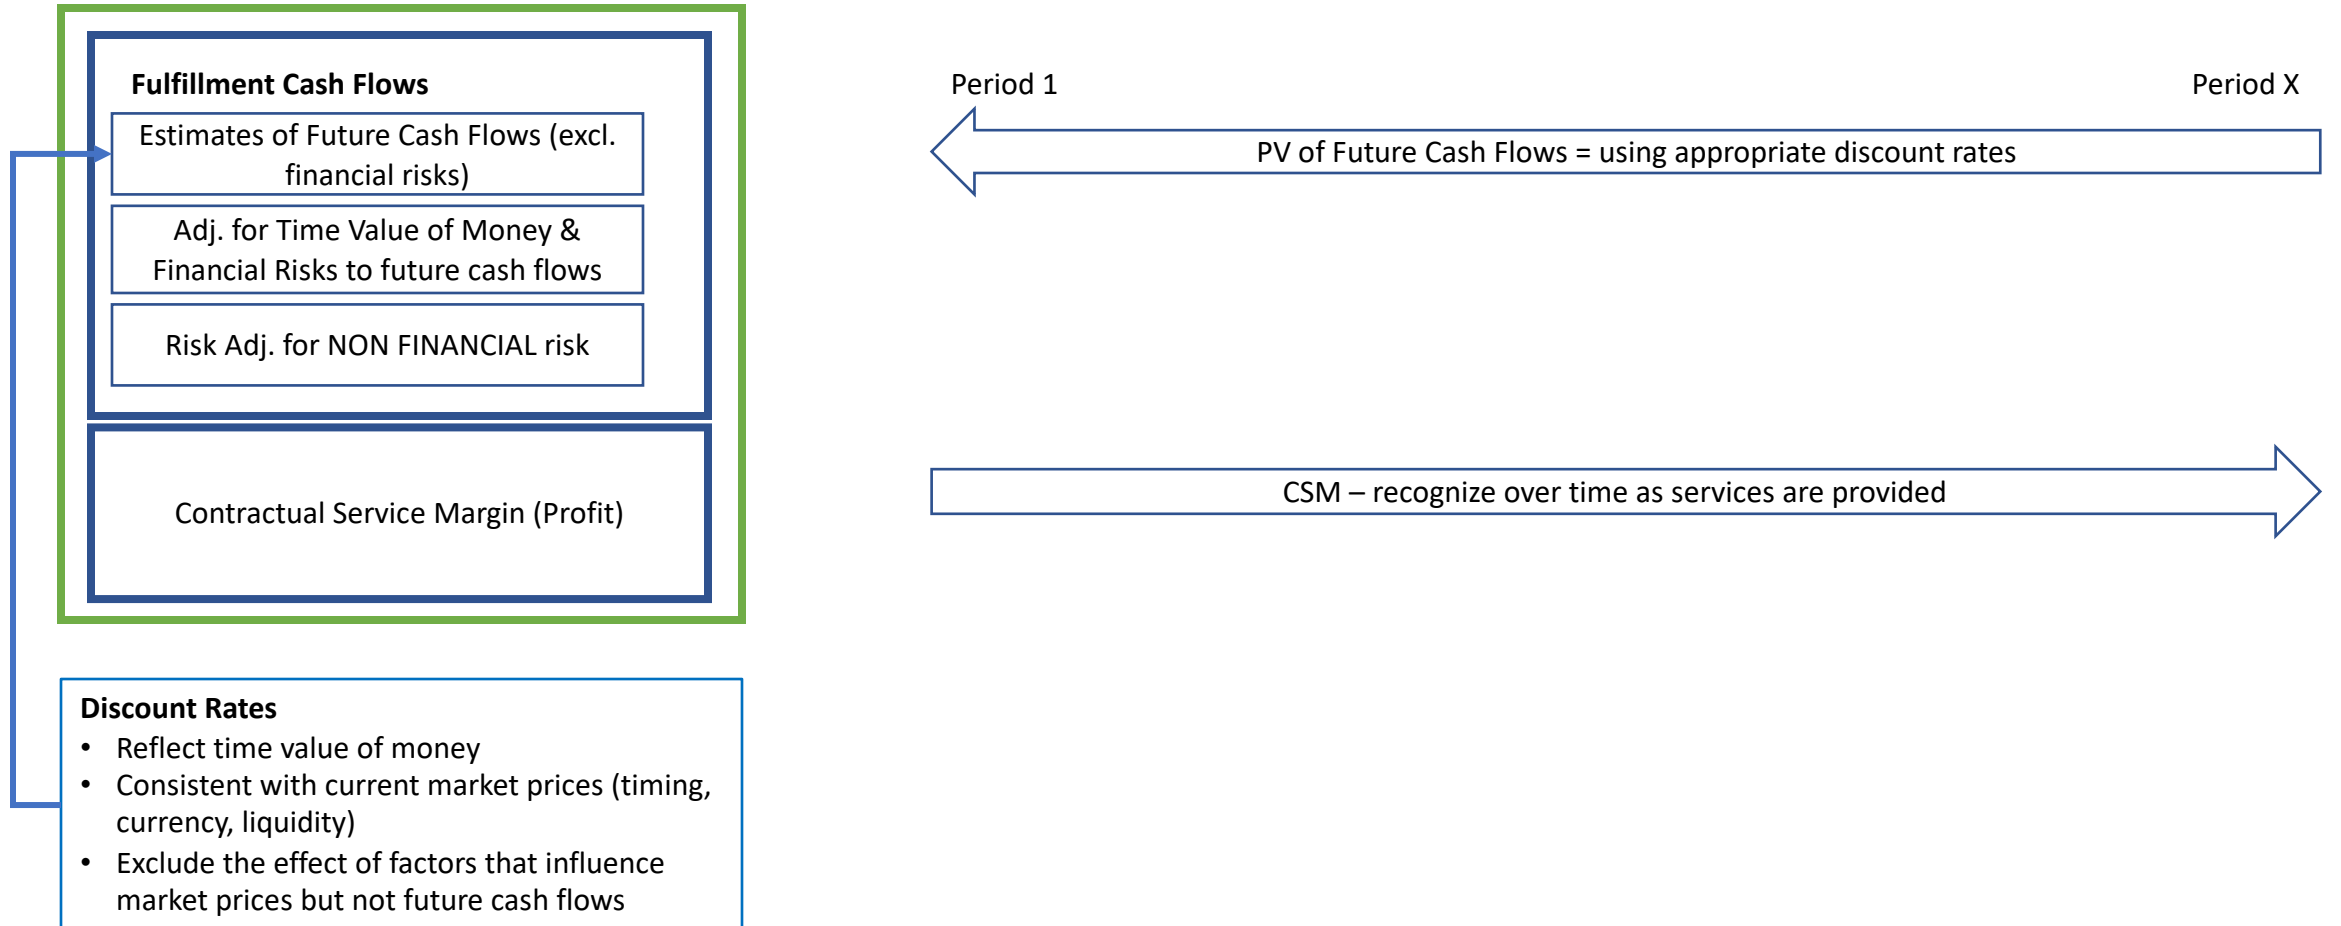 Fulfillment Cash Flows
Estimates of Future Cash Flows (excl.
financial risks)
Adj. for Time Value of Money &
Financial Risks to future cash flows
Risk Adj. for NON FINANCIAL risk
Contractual Service Margin (Profit)
Period 1
Period X
PV of Future Cash Flows = using appropriate discount rates
CSM – recognize over time as services are provided
Discount Rates
• Reflect time value of money
• Consistent with current market prices (timing,
currency, liquidity)
• Exclude the effect of factors that influence
market prices but not future cash flows